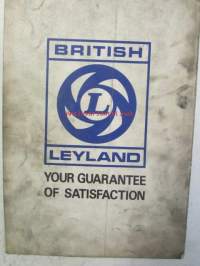 BRITISH
L
LEYLAND
YOUR GUARANTEE
OF SATISFACTION